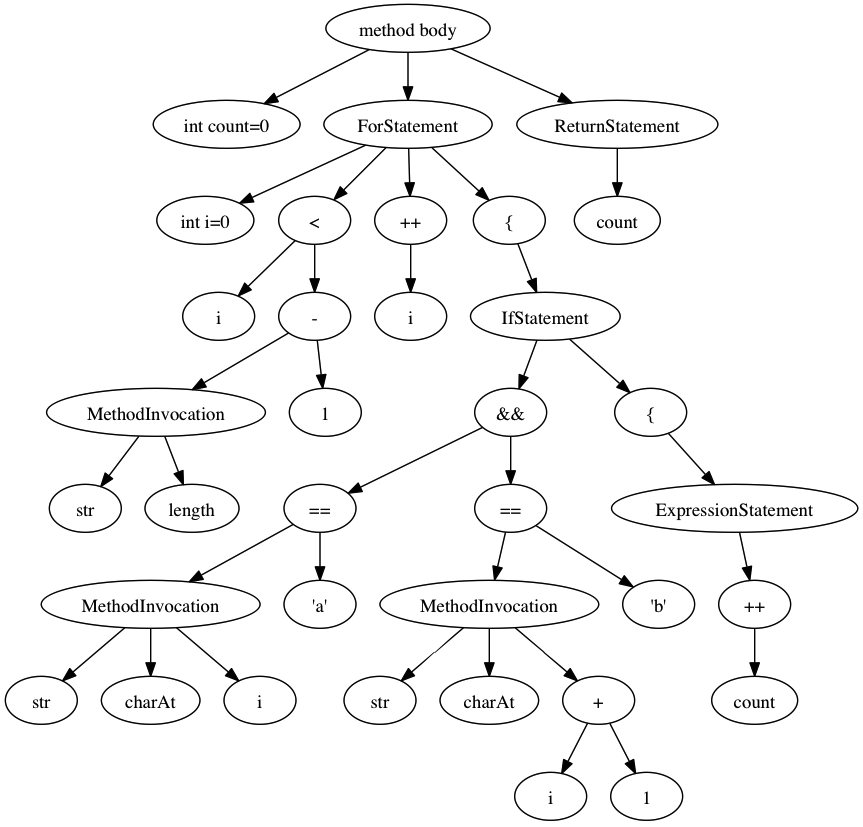 method body
int count=0
ForStatement
ReturnStatement
int i=0
<
++
{
count
i
-
i
IfStatement
MethodInvocation
1
&&
{
str
length
==
==
ExpressionStatement
MethodInvocation
'a'
MethodInvocation
'b'
++
str
charAt
i
str
charAt
+
count
i
1